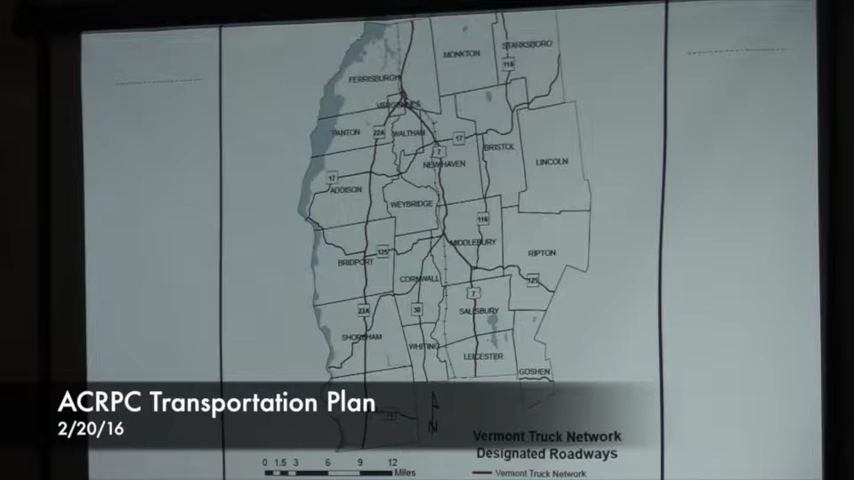 MONKTON
STARKSBORO
116
FERRISBURGH
VERGENNES
PANTON
22A
WALTHAM
17
BRISTOL
7
NEW HAVEN
LINCOLN
17
ADDISON
WEYBRIDGE
116
MIDDLEBURY
125
BRIDPORT
RIPTON
CORNWALL
125
7
22A
30
SALISBURY
SHOREHAM
WHITING
LEICESTER
GOSHEN
ACRPC Transportation Plan
2/20/16
N
Vermont Truck Network
Designated Roadways
0 1.5 3 6 9 12
Miles
Vermont Truck Network